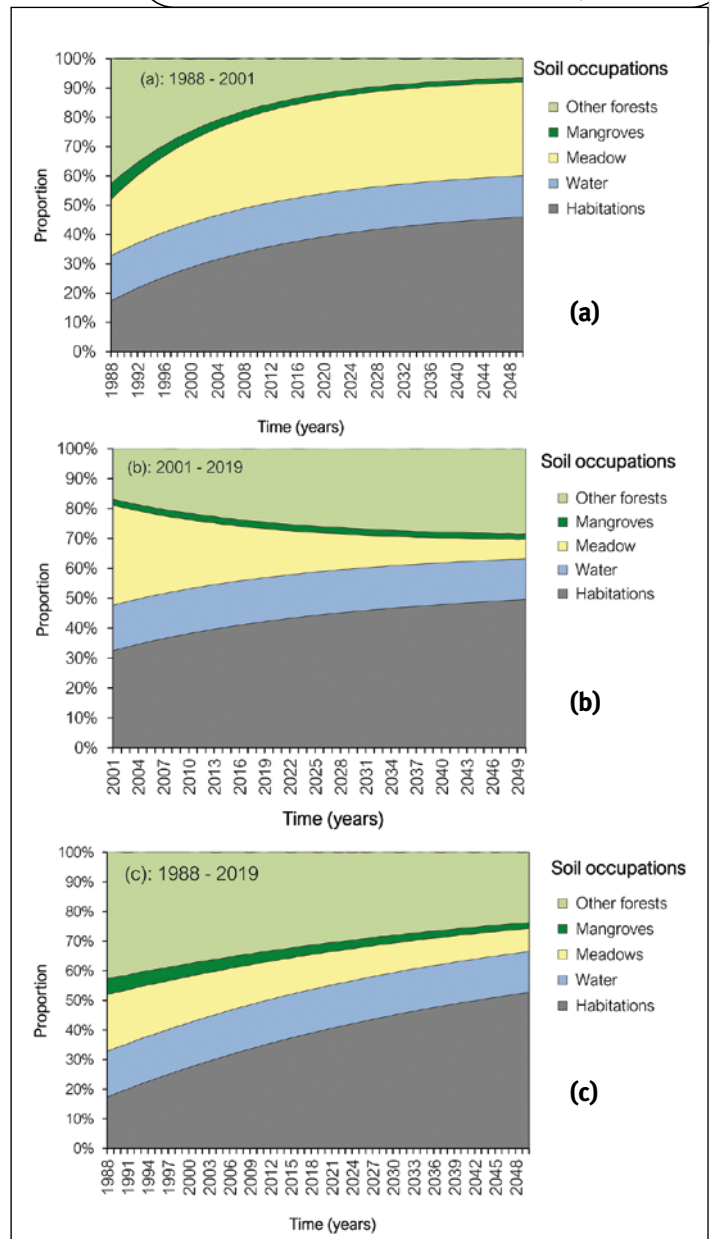 100%
90%
80%
70%
60%
50%
40%
30%
20%
10%
0%
Proportion
(a): 1988 - 2001
1988
1992
1996
2000
2004
2008
2012
2016
2020
2024
2028
2032
2036
2040
2044
2048
Time (years)
Soil occupations
Other forests
Mangroves
Meadow
Water
Habitations
(a)
100%
90%
80%
70%
60%
50%
40%
30%
20%
10%
0%
Proportion
(b): 2001 - 2019
2001
2004
2007
2010
2013
2016
2019
2022
2025
2028
2031
2034
2037
2040
2043
2046
2049
Time (years)
Soil occupations
Other forests
Mangroves
Meadow
Water
Habitations
(b)
100%
90%
80%
70%
60%
50%
40%
30%
20%
10%
0%
Proportion
(c): 1988 - 2019
1988
1991
1994
1997
2000
2003
2006
2009
2012
2015
2018
2021
2024
2027
2030
2033
2036
2039
2042
2045
2048
Time (years)
Soil occupations
Other forests
Mangroves
Meadows
Water
Habitations
(c)